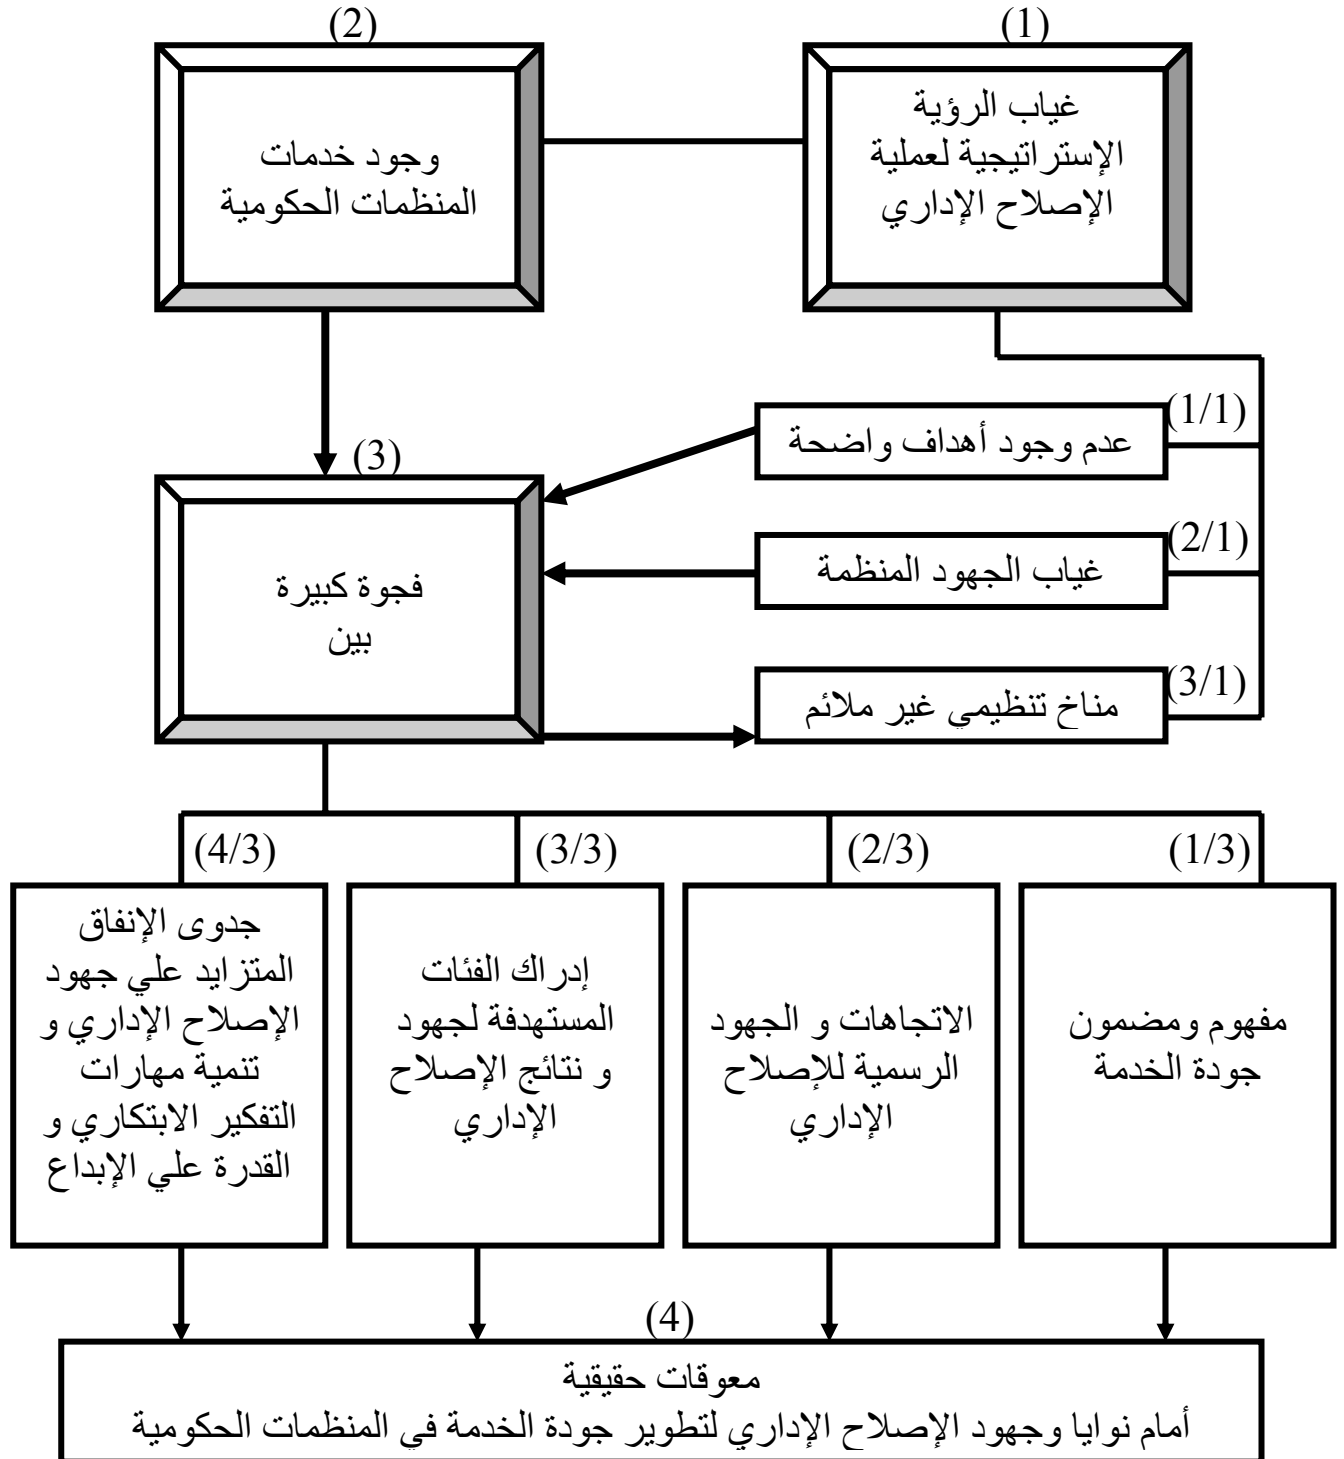 (1)
غياب الرؤية
الإستراتيجية لعملية
الإصلاح الإداري
(2)
وجود خدمات
المنظمات الحكومية
(1/1)
عدم وجود أهداف واضحة
(2/1)
غياب الجهود المنظمة
(3/1)
مناخ تنظيمي غير ملائم
(3)
فجوة كبيرة
بين
(1/3)
مفهوم ومضمون
جودة الخدمة
(2/3)
الاتجاهات و الجهود
الرسمية للإصلاح
الإداري
(3/3)
إدراك الفئات
المستهدفة لجهود
و نتائج الإصلاح
الإداري
(4/3)
جدوى الإنفاق
المتزايد علي جهود
الإصلاح الإداري و
تنمية مهارات
التفكير الابتكاري و
القدرة علي الإبداع
(4)
معوقات حقيقية
أمام نوايا وجهود الإصلاح الإداري لتطوير جودة الخدمة في المنظمات الحكومية